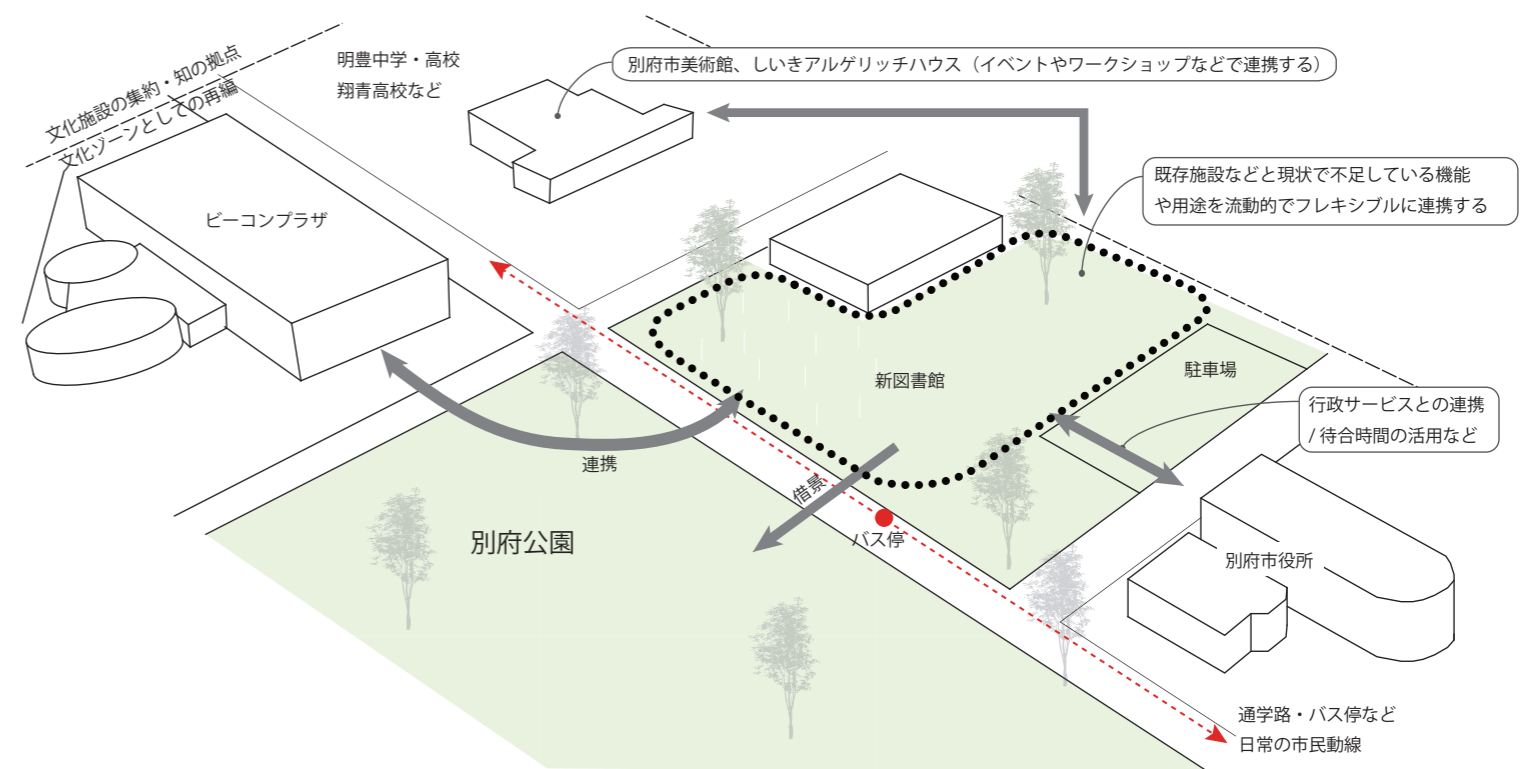 文化施設の集約・知の拠点
文化ゾーンとしての再編
明豊中学・高校
翔青高校など
別府市美術館、しいきアルゲリッチハウス（イベントやワークショップなどで連携する）
既存施設などと現状で不足している機能
や用途を流動的でフレキシブルに連携する
ビーコンプラザ
新図書館
駐車場
行政サービスとの連携
/ 待合時間の活用など
連携
借景
別府公園
バス停
別府市役所
通学路・バス停など
日常の市民動線